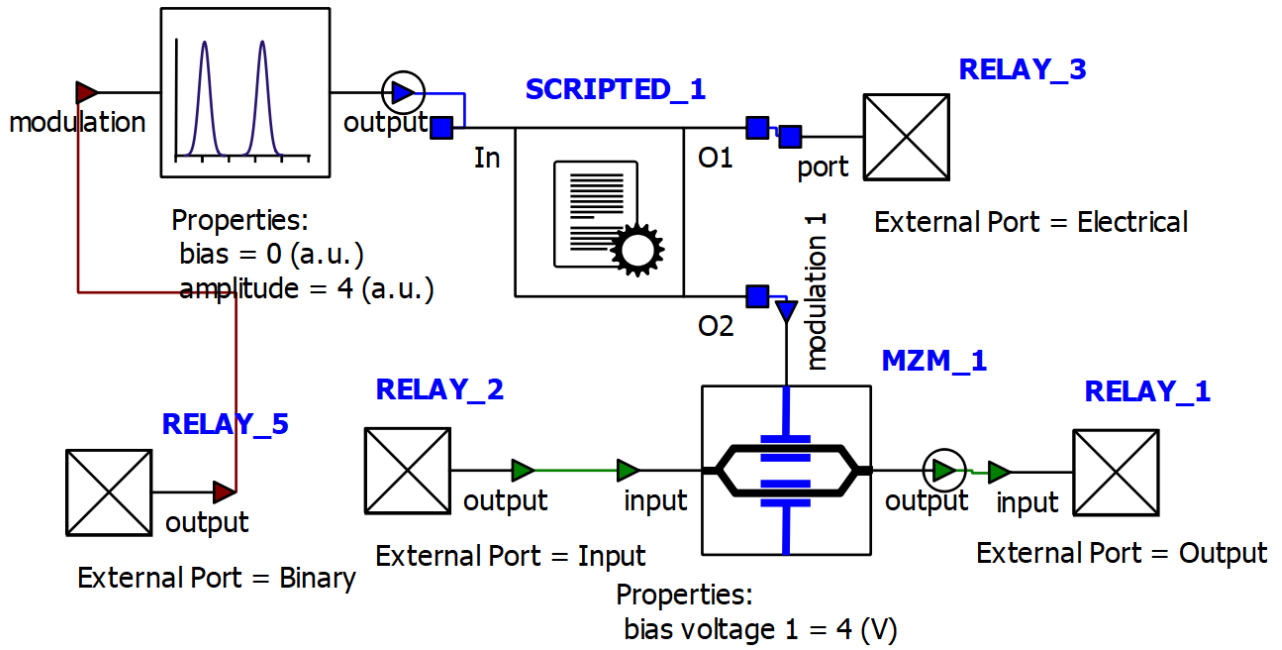 modulation
output
Properties:
bias = 0 (a.u.)
amplitude = 4 (a.u.)
SCRIPTED_1
In
O1
O2
RELAY_3
port
External Port = Electrical
modulation 1
RELAY_5
output
External Port = Binary
RELAY_2
output
input
External Port = Input
MZM_1
output
Properties:
bias voltage 1 = 4 (V)
RELAY_1
input
External Port = Output